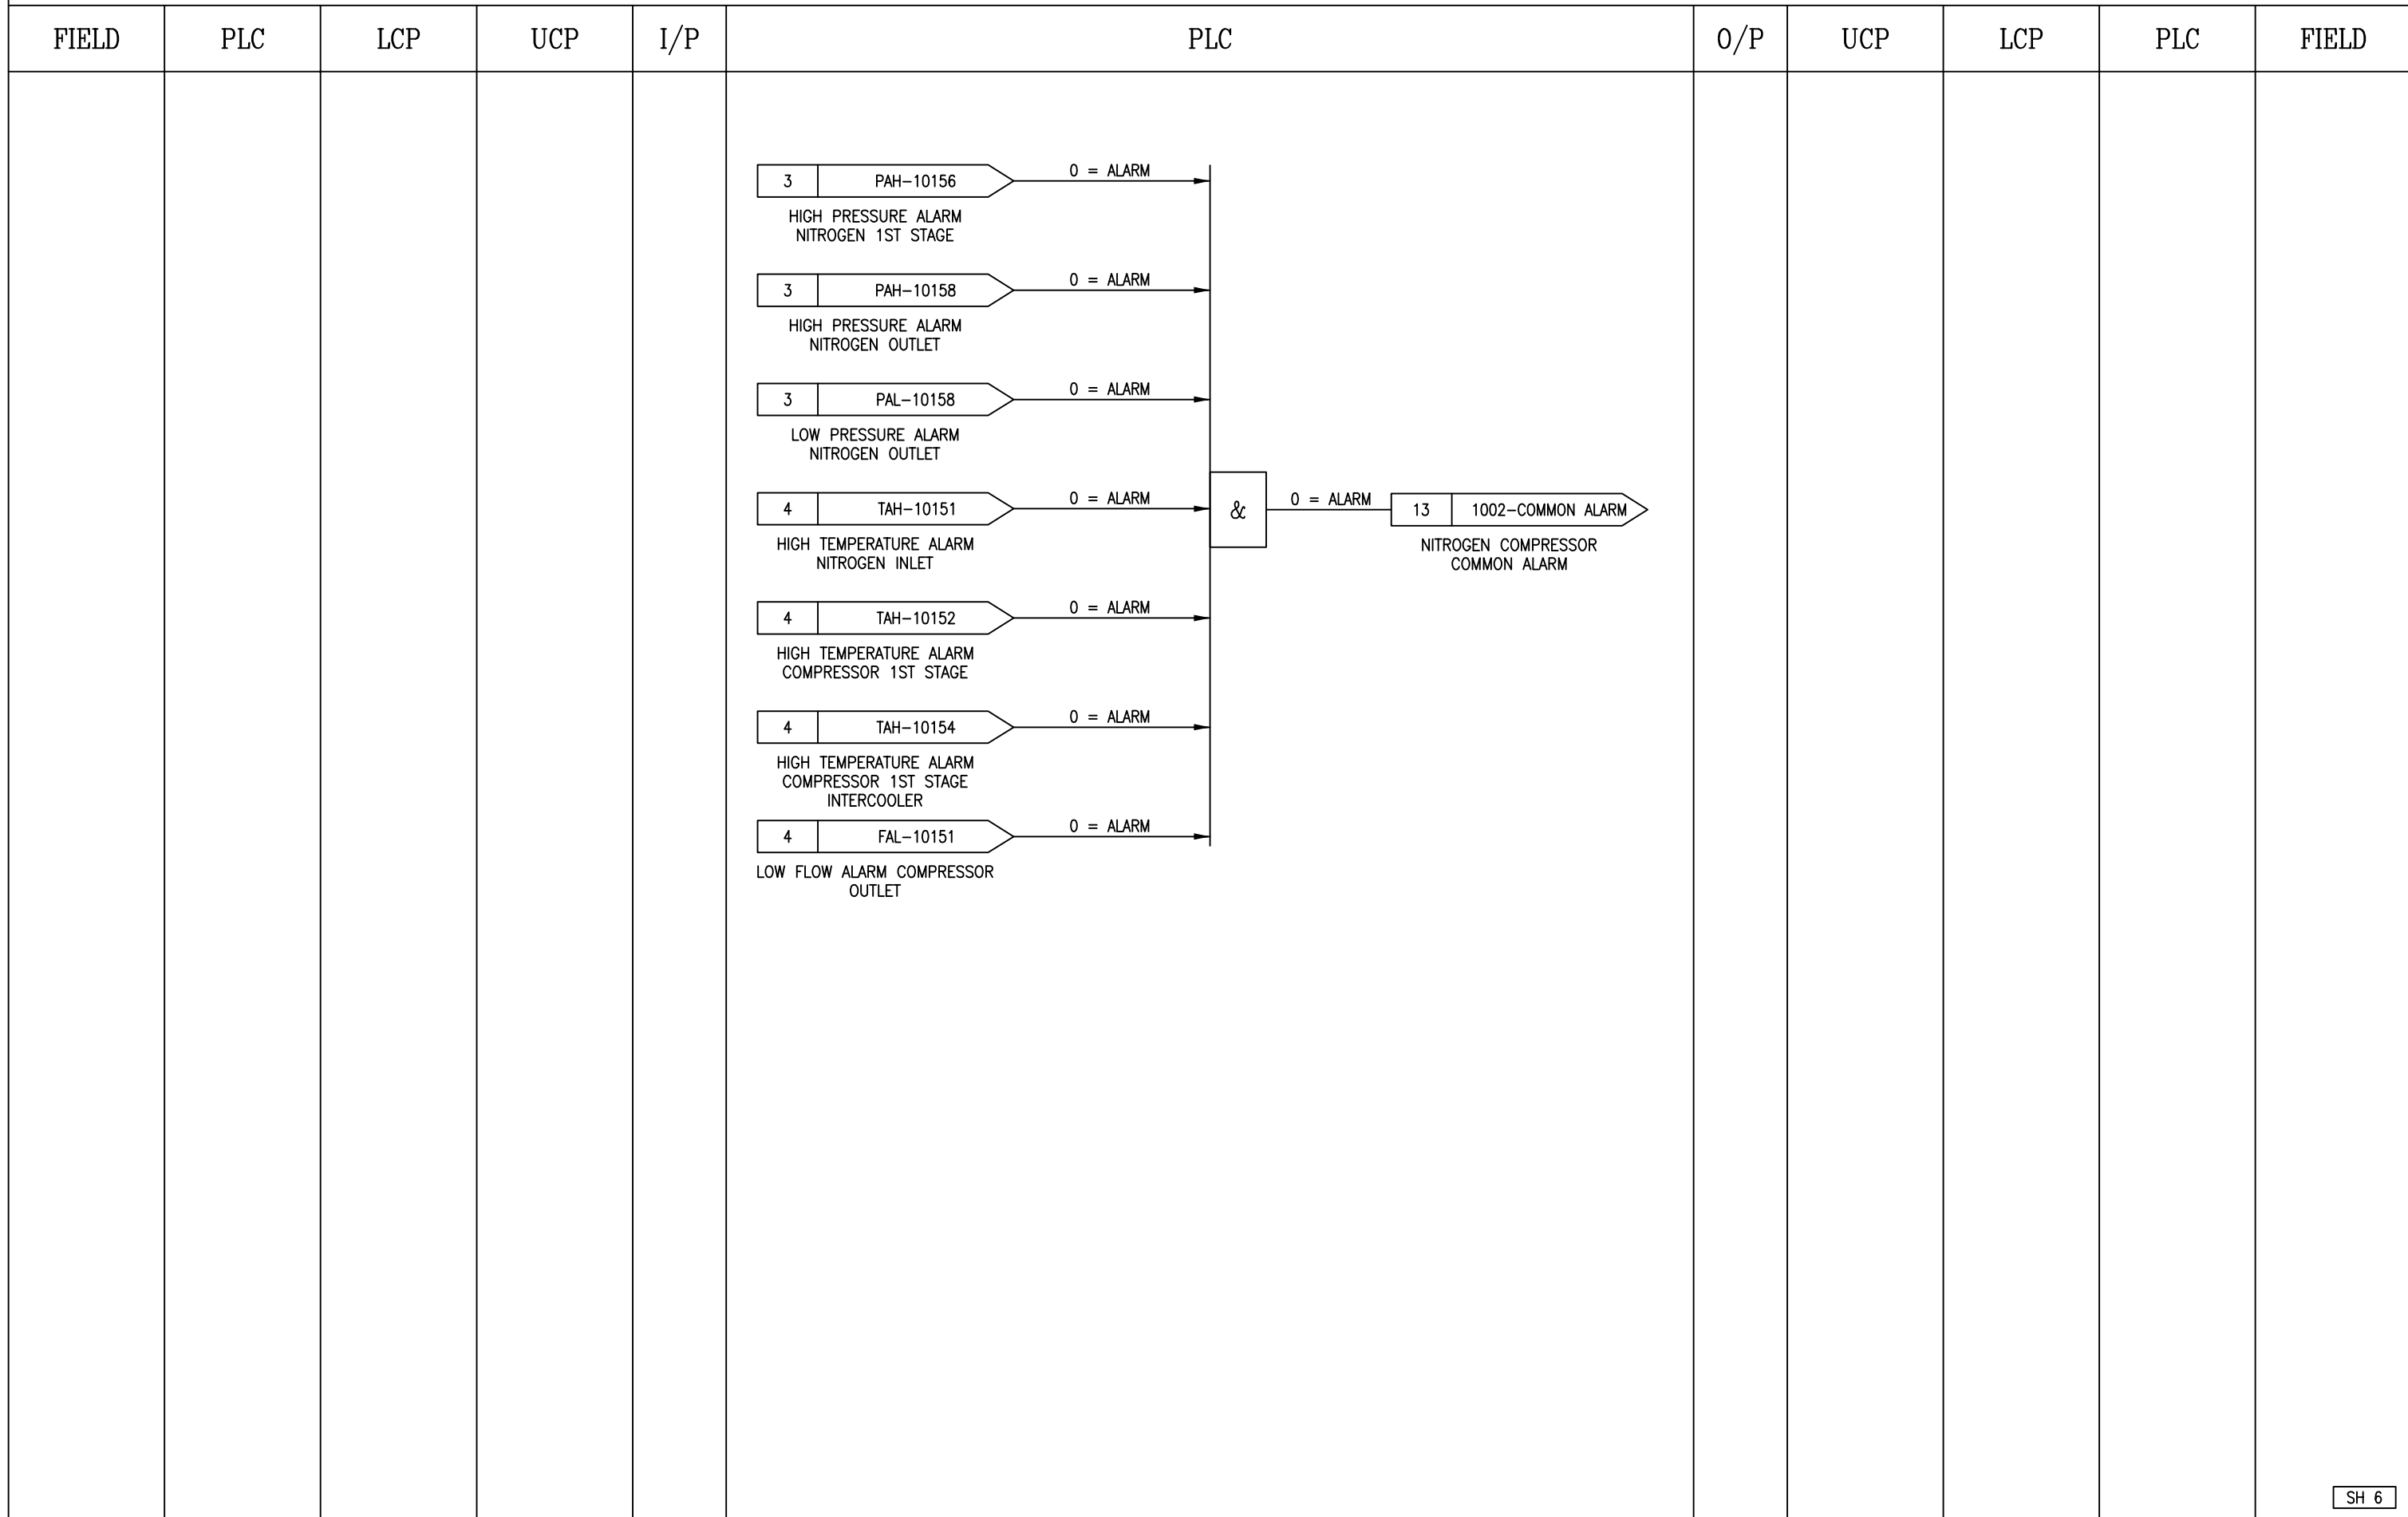 FIELD PLC LCP UCP I/P PLC O/P UCP LCP PLC FIELD
3 PAH-10156 0 = ALARM
HIGH PRESSURE ALARM
NITROGEN 1ST STAGE
3 PAH-10158 0 = ALARM
HIGH PRESSURE ALARM
NITROGEN OUTLET
3 PAL-10158 0 = ALARM
LOW PRESSURE ALARM
NITROGEN OUTLET
4 TAH-10151 0 = ALARM & 0 = ALARM 13 1002-COMMON ALARM
HIGH TEMPERATURE ALARM
NITROGEN INLET
NITROGEN COMPRESSOR
COMMON ALARM
4 TAH-10152 0 = ALARM
HIGH TEMPERATURE ALARM
COMPRESSOR 1ST STAGE
4 TAH-10154 0 = ALARM
HIGH TEMPERATURE ALARM
COMPRESSOR 1ST STAGE
INTERCOOLER
4 FAL-10151 0 = ALARM
LOW FLOW ALARM COMPRESSOR
OUTLET
SH 6